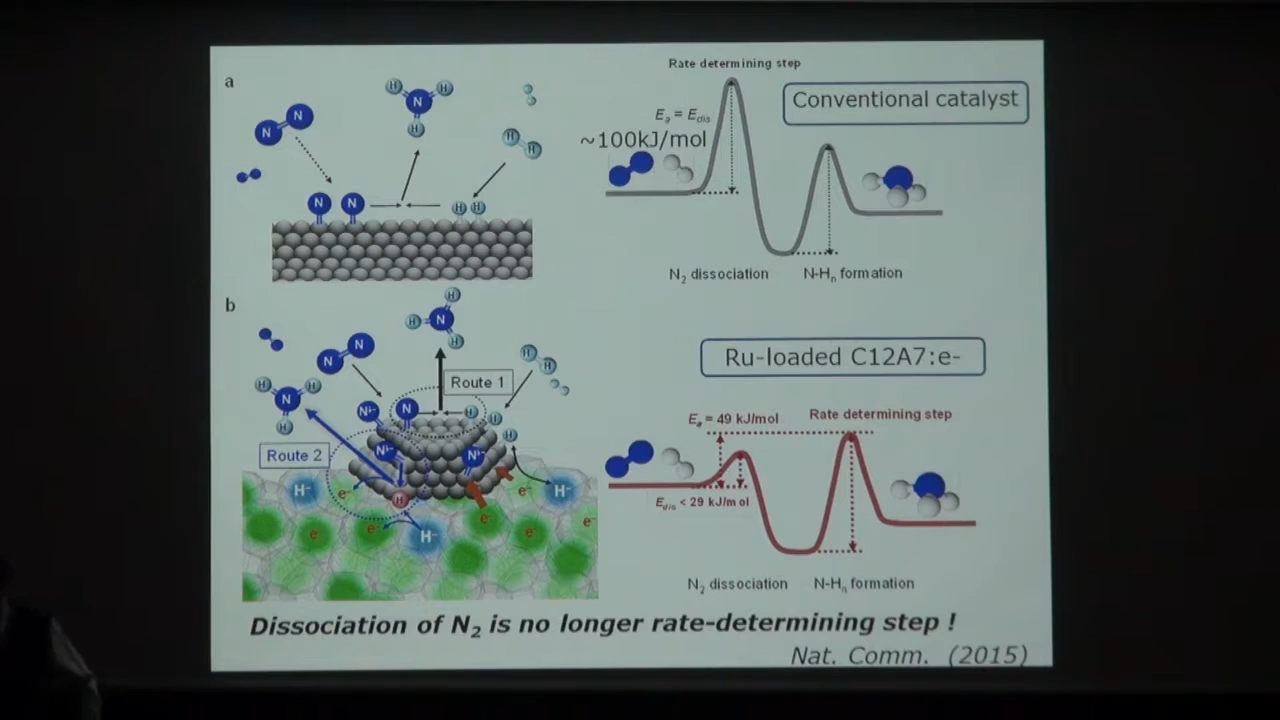 a
Rate determining step
Conventional catalyst
Eₐ = E_dis
~100kJ/mol
N
N
N
H
H
H
H
H
N
N
H
H
N₂ dissociation
N-Hₙ formation
b
N
N
N
H
H
H
H
H
Route 1
N
H
H
H
N
H
H
H
Route 2
N
N
N
N
H
H⁻
H⁻
H⁻
e⁻
e⁻
e⁻
e⁻
e⁻
e⁻
e⁻
Ru-loaded C12A7:e-
Eₐ = 49 kJ/mol
Rate determining step
E_dis < 29 kJ/mol
N₂ dissociation
N-Hₙ formation
Dissociation of N₂ is no longer rate-determining step !
Nat. Comm. (2015)